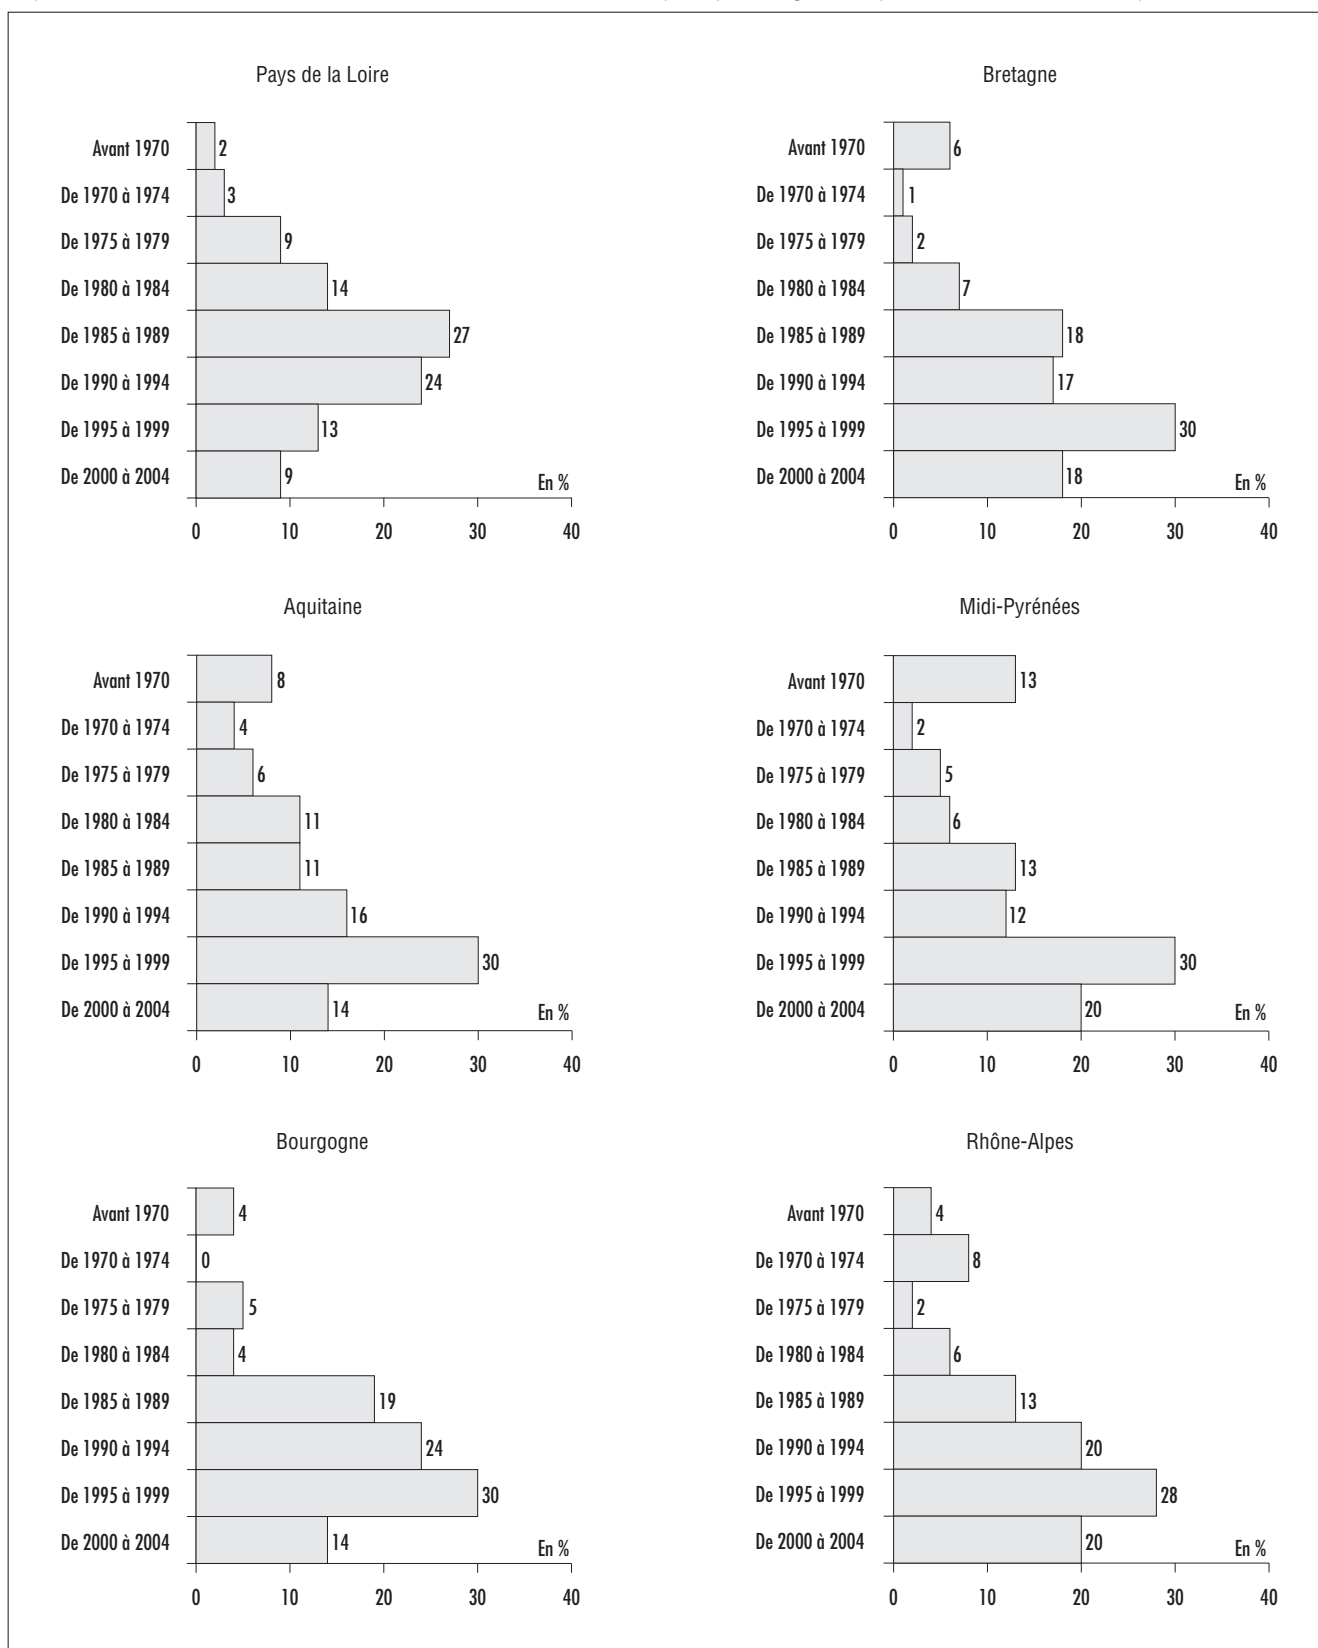 Pays de la Loire
Avant 1970 2
De 1970 à 1974 3
De 1975 à 1979 9
De 1980 à 1984 14
De 1985 à 1989 27
De 1990 à 1994 24
De 1995 à 1999 13
De 2000 à 2004 9 En %
0 10 20 30 40
Bretagne
Avant 1970 6
De 1970 à 1974 1
De 1975 à 1979 2
De 1980 à 1984 7
De 1985 à 1989 18
De 1990 à 1994 17
De 1995 à 1999 30
De 2000 à 2004 18 En %
0 10 20 30 40
Aquitaine
Avant 1970 8
De 1970 à 1974 4
De 1975 à 1979 6
De 1980 à 1984 11
De 1985 à 1989 11
De 1990 à 1994 16
De 1995 à 1999 30
De 2000 à 2004 14 En %
0 10 20 30 40
Midi-Pyrénées
Avant 1970 13
De 1970 à 1974 2
De 1975 à 1979 5
De 1980 à 1984 6
De 1985 à 1989 13
De 1990 à 1994 12
De 1995 à 1999 30
De 2000 à 2004 20 En %
0 10 20 30 40
Bourgogne
Avant 1970 4
De 1970 à 1974 0
De 1975 à 1979 5
De 1980 à 1984 4
De 1985 à 1989 19
De 1990 à 1994 24
De 1995 à 1999 30
De 2000 à 2004 14 En %
0 10 20 30 40
Rhône-Alpes
Avant 1970 4
De 1970 à 1974 8
De 1975 à 1979 2
De 1980 à 1984 6
De 1985 à 1989 13
De 1990 à 1994 20
De 1995 à 1999 28
De 2000 à 2004 20 En %
0 10 20 30 40